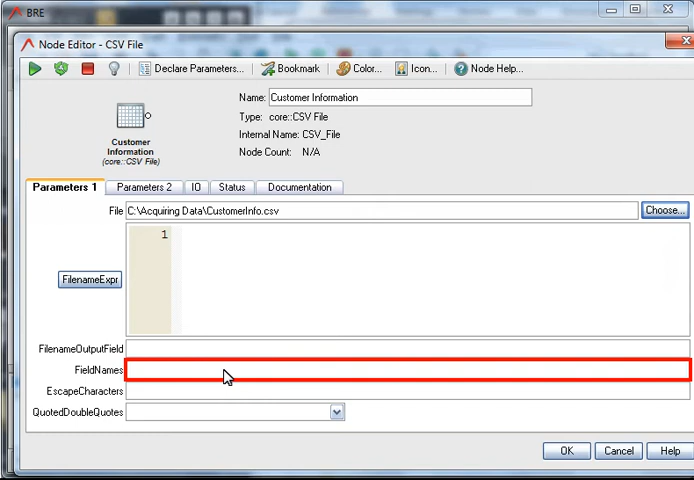 BRE
Node Editor - CSV File
Declare Parameters... Bookmark Color... Icon... Node Help...
Name: Customer Information
Type: core::CSV File
Internal Name: CSV_File
Node Count: N/A
Customer
Information
(core::CSV File)
Parameters 1 Parameters 2 IO Status Documentation
File C:\Acquiring Data\CustomerInfo.csv Choose...
1
FilenameExpr
FilenameOutputField
FieldNames
EscapeCharacters
QuotedDoubleQuotes
OK Cancel Help